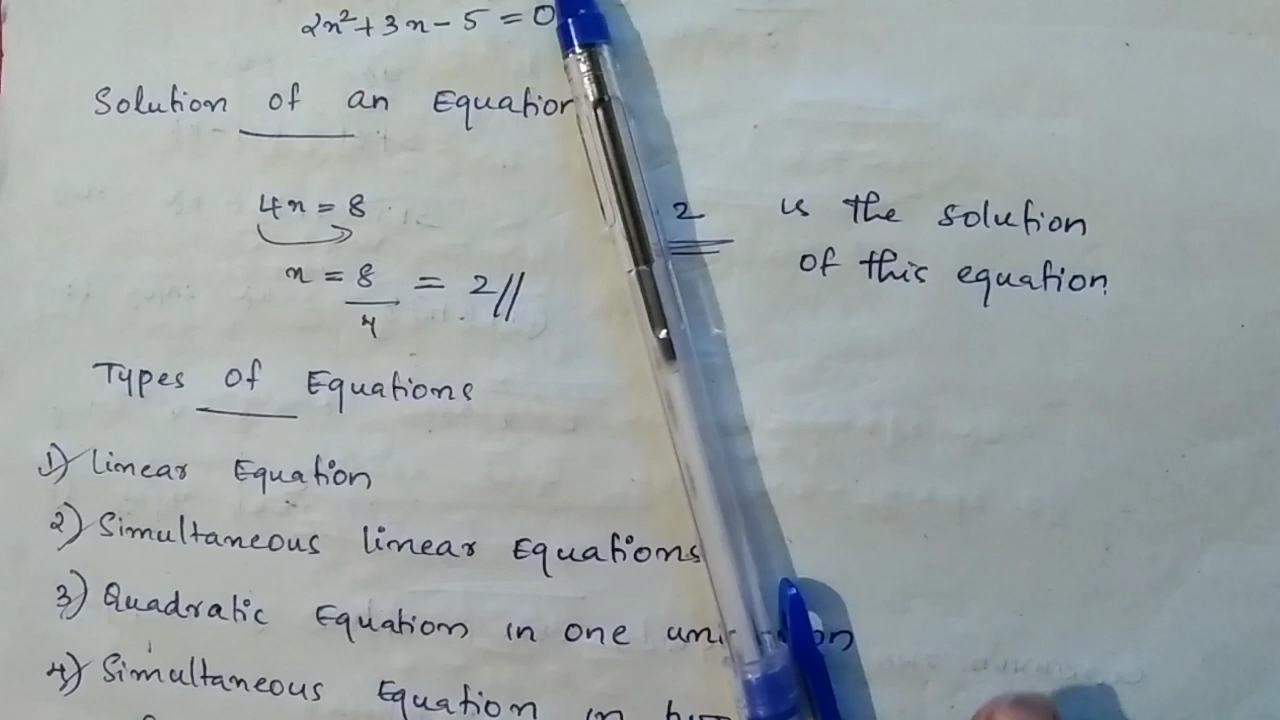 2x²+3x-5=0
Solution of an Equation
4x=8
x = 8/4 = 2//
2 is the solution
of this equation
Types of Equations
1) Linear Equation
2) Simultaneous linear Equations
3) Quadratic Equation in one
4) Simultaneous Equation in